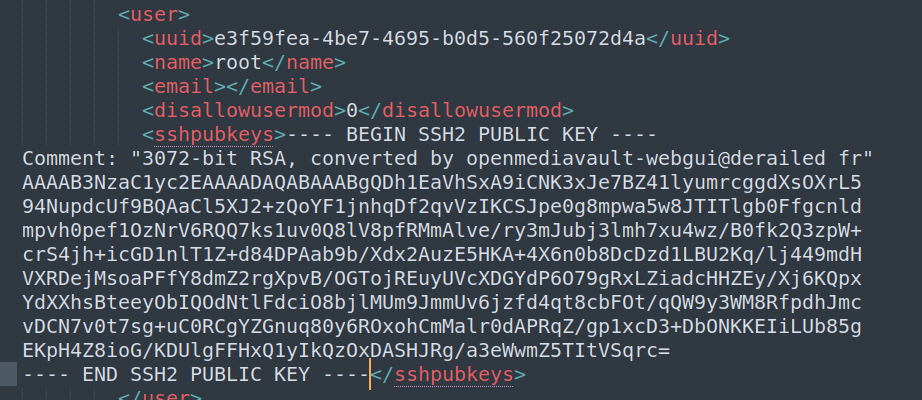 <user>
<uuid>e3f59fea-4be7-4695-b0d5-560f25072d4a</uuid>
<name>root</name>
<email></email>
<disallowusermod>0</disallowusermod>
<sshpubkeys>---- BEGIN SSH2 PUBLIC KEY ----
Comment: "3072-bit RSA, converted by openmediavault-webgui@derailed fr"
AAAAB3NzaC1yc2EAAAADAQABAAABgQDh1EaVhSxA9iCNK3xJe7BZ41lyumrcggdXsOXrL5
94NupdcUf9BQAaCl5XJ2+zQoYF1jnhqDf2qvVzIKCSJpe0g8mpwa5w8JTITlgb0Ffgcnld
mpvh0pef1OzNrV6RQQ7ks1uv0Q8lV8pfRMmAlve/ry3mJubj3lmh7xu4wz/B0fk2Q3zpW+
crS4jh+icGD1nlT1Z+d84DPAab9b/Xdx2AuzE5HKA+4X6n0b8DcDzd1LBU2Kq/lj449mdH
VXRDejMsoaPFfY8dmZ2rgXpvB/OGTojREuyUVcXDGYdP6O79gRxLZiadcHHZEy/Xj6KQpx
YdXXhsBteeyObIOOdNtlFdciO8bjlMUm9JmmUv6jzfd4qt8cbFOt/qQW9y3WM8RfpdhJmc
vDCN7v0t7sg+uC0RCgYZGnuq80y6ROxohCmMalr0dAPRqZ/gp1xcD3+DbONKKEIiLUb85g
EKpH4Z8ioG/KDUlgFFHxQ1yIkQzOxDASHJRg/a3eWwmZ5TItVSqrc=
---- END SSH2 PUBLIC KEY ----</sshpubkeys>
</user>